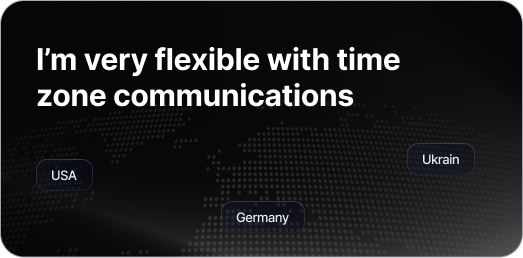 I’m very flexible with time
zone communications
Ukrain
USA
Germany